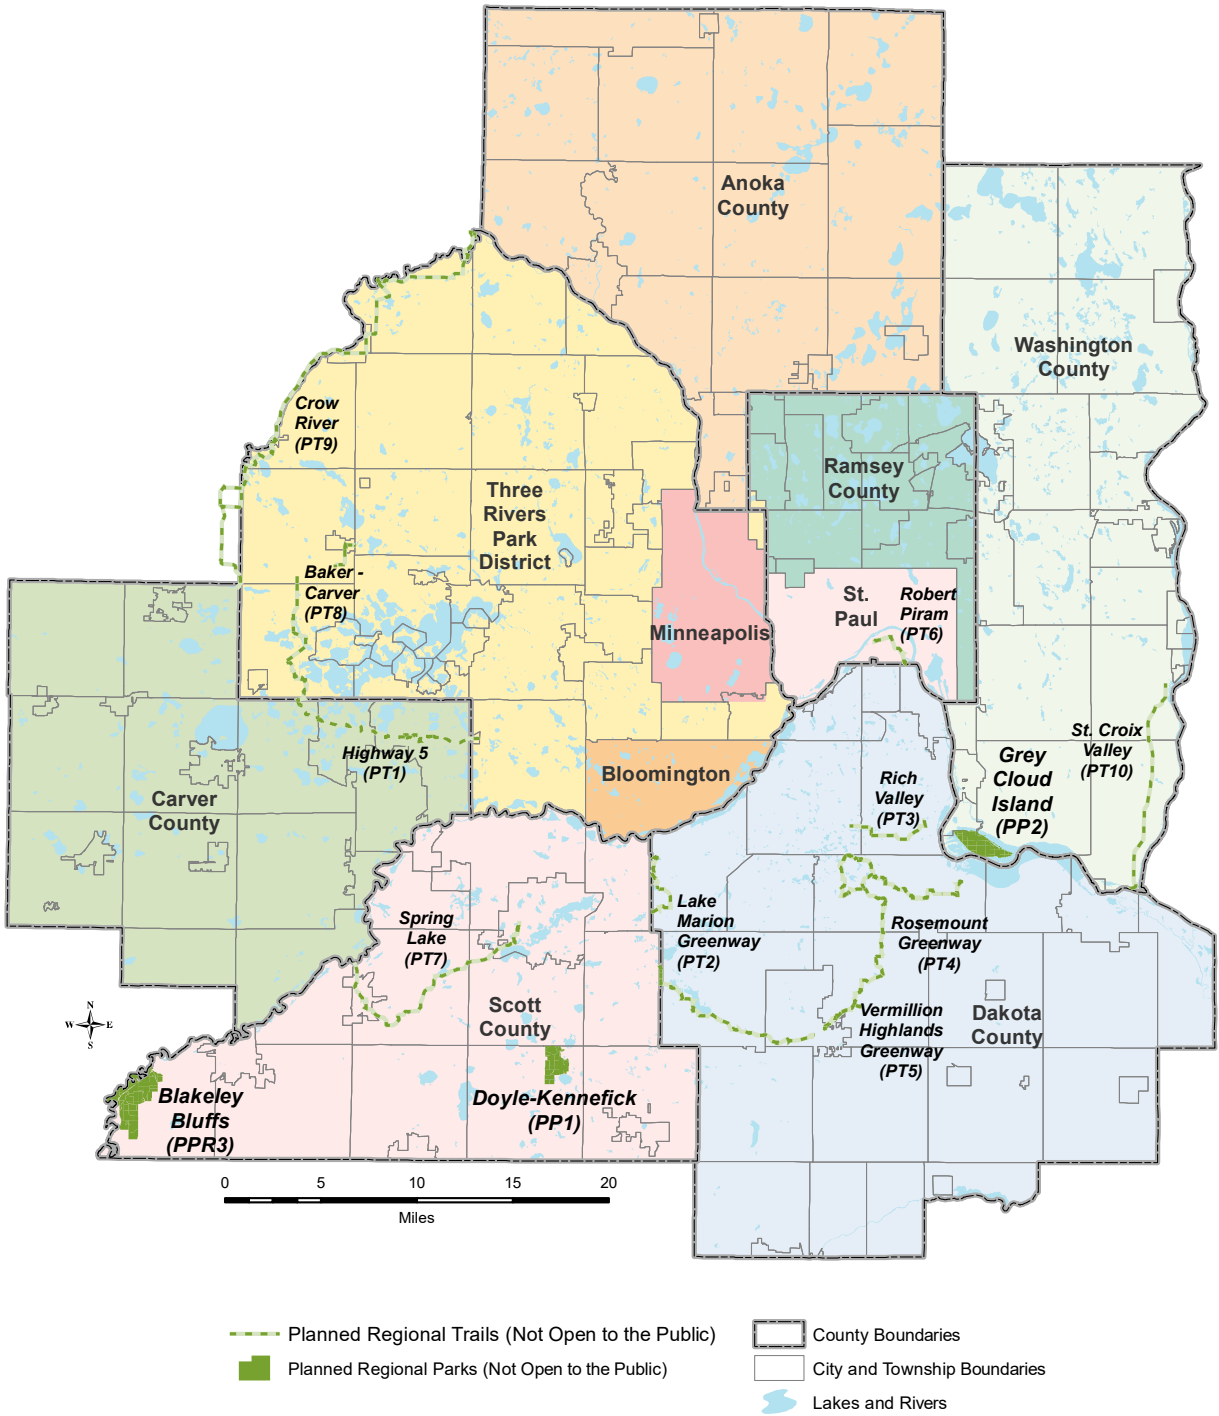 Anoka
County
Washington
County
Crow
River
(PT9)
Ramsey
County
Three
Rivers
Park
District
Baker -
Carver
(PT8)
St.
Paul
Robert
Piram
(PT6)
Minneapolis
Highway 5
(PT1)
Bloomington
St. Croix
Valley
(PT10)
Grey
Cloud
Island
(PP2)
Rich
Valley
(PT3)
Carver
County
Lake
Marion
Greenway
(PT2)
Spring
Lake
(PT7)
Rosemount
Greenway
(PT4)
Scott
County
Vermillion
Highlands
Greenway
(PT5)
Dakota
County
N
W E
S
Blakeley
Bluffs
(PPR3)
Doyle-Kennefick
(PP1)
0 5 10 15 20
Miles
Planned Regional Trails (Not Open to the Public)
Planned Regional Parks (Not Open to the Public)
County Boundaries
City and Township Boundaries
Lakes and Rivers